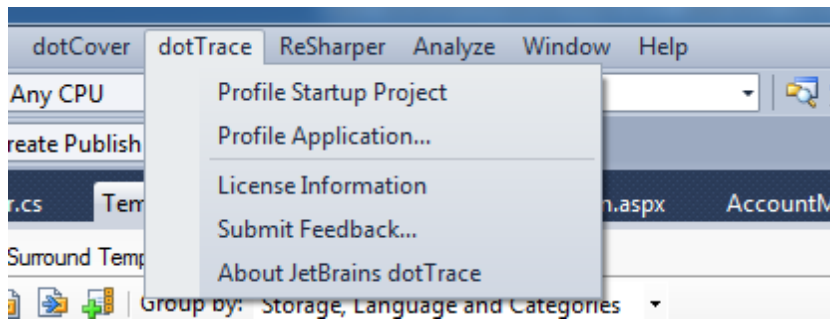 dotCover dotTrace ReSharper Analyze Window Help
Any CPU
Profile Startup Project
Profile Application...
reate Publish
License Information
r.cs Tem n.aspx AccountM
Submit Feedback...
Surround Temp
About JetBrains dotTrace
Group by: Storage, Language and Categories